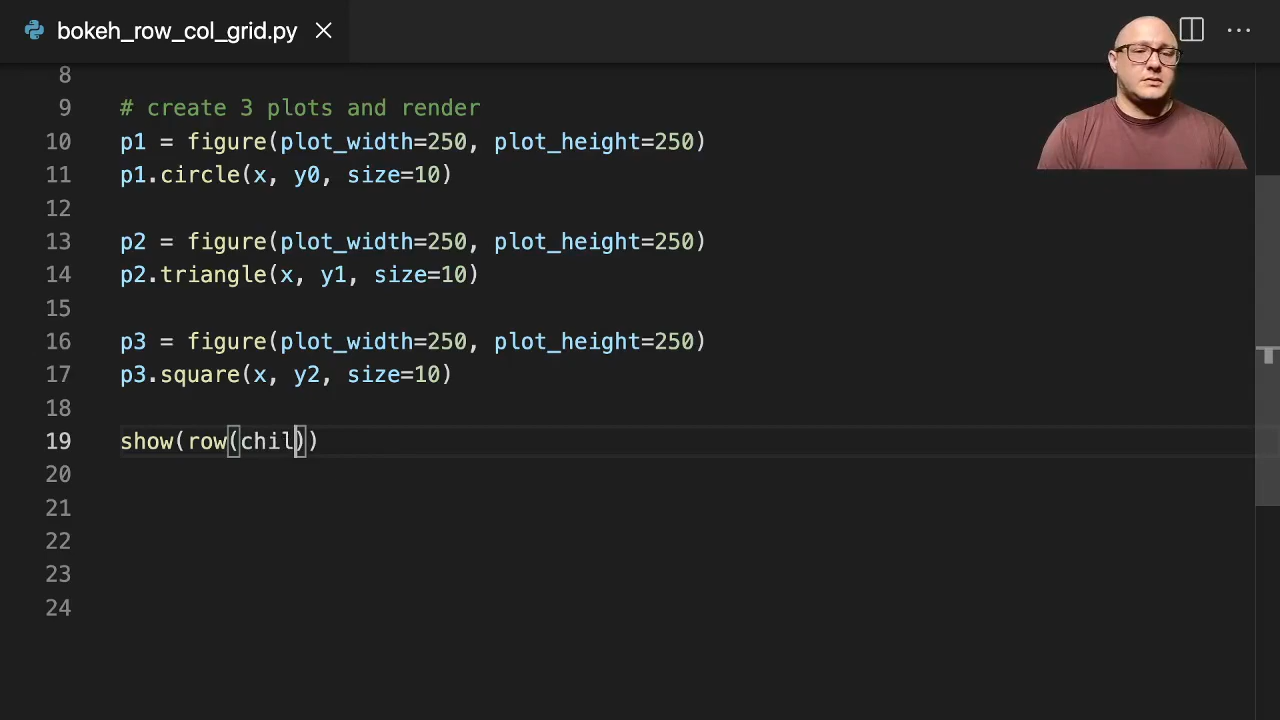 bokeh_row_col_grid.py
8
9 # create 3 plots and render
10 p1 = figure(plot_width=250, plot_height=250)
11 p1.circle(x, y0, size=10)
12
13 p2 = figure(plot_width=250, plot_height=250)
14 p2.triangle(x, y1, size=10)
15
16 p3 = figure(plot_width=250, plot_height=250)
17 p3.square(x, y2, size=10)
18
19 show(row(chil))
20
21
22
23
24